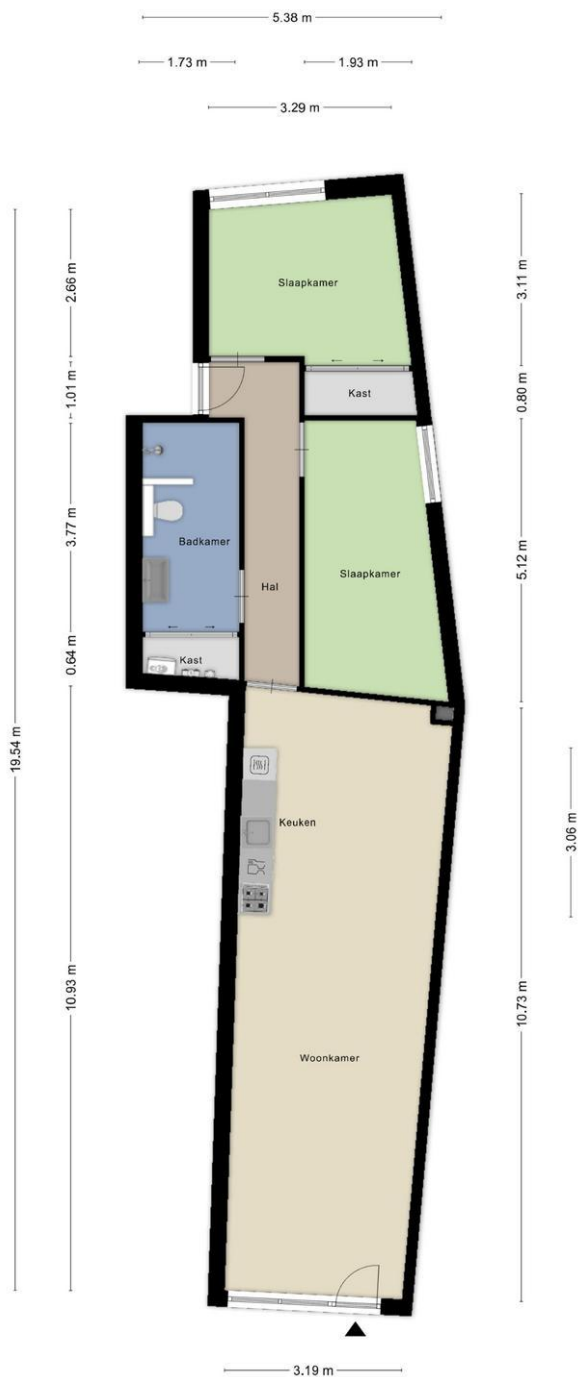 5.38 m
1.73 m
1.93 m
3.29 m
2.66 m
3.11 m
Slaapkamer
1.01 m
0.80 m
Kast
3.77 m
Badkamer
5.12 m
Slaapkamer
Hal
0.64 m
Kast
19.54 m
Keuken
3.06 m
10.93 m
10.73 m
Woonkamer
3.19 m